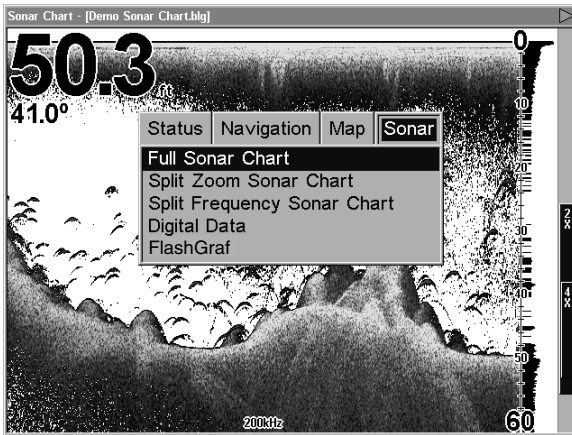 Sonar Chart - [Demo Sonar Chart.blg]
50.3 ft
41.0°
0
10
20
30
40
50
60
Status Navigation Map Sonar
Full Sonar Chart
Split Zoom Sonar Chart
Split Frequency Sonar Chart
Digital Data
FlashGraf
2X
4X
200kHz